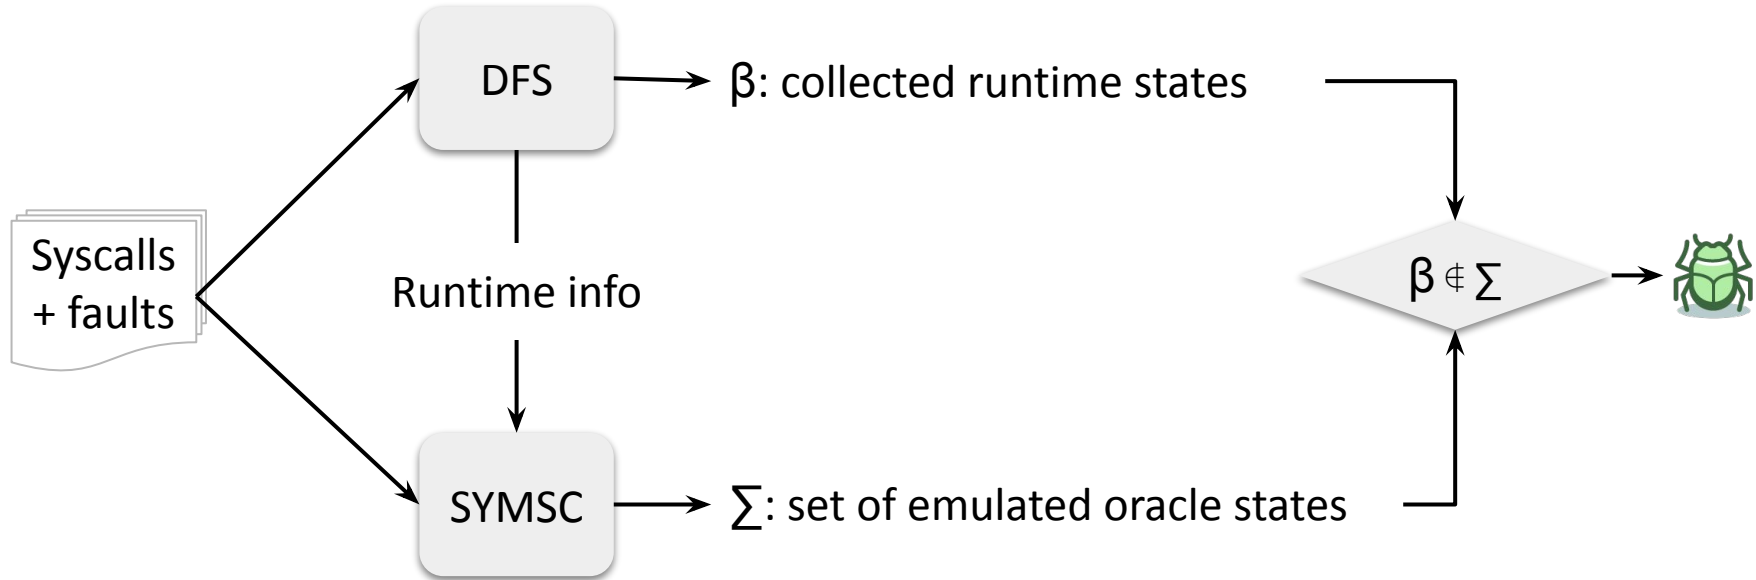 DFS
β: collected runtime states
Syscalls
+ faults
Runtime info
β ∉ ∑
SYMSC
∑: set of emulated oracle states